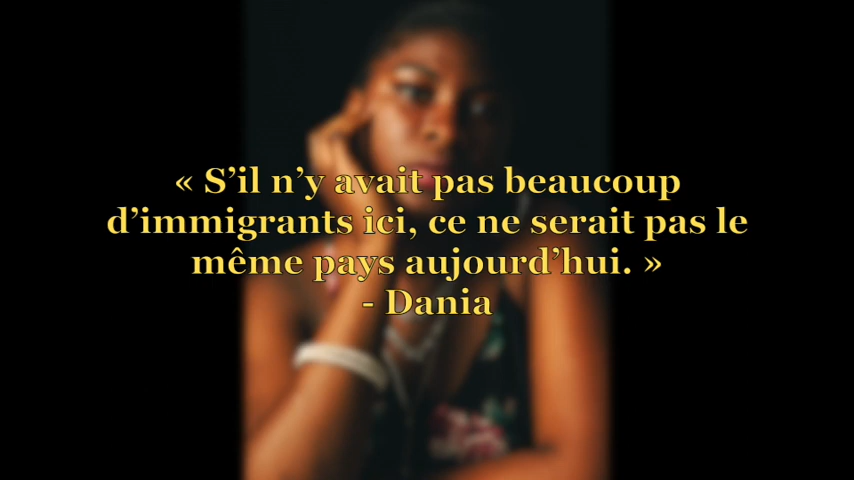 « S’il n’y avait pas beaucoup
d’immigrants ici, ce ne serait pas le
même pays aujourd’hui. »
- Dania